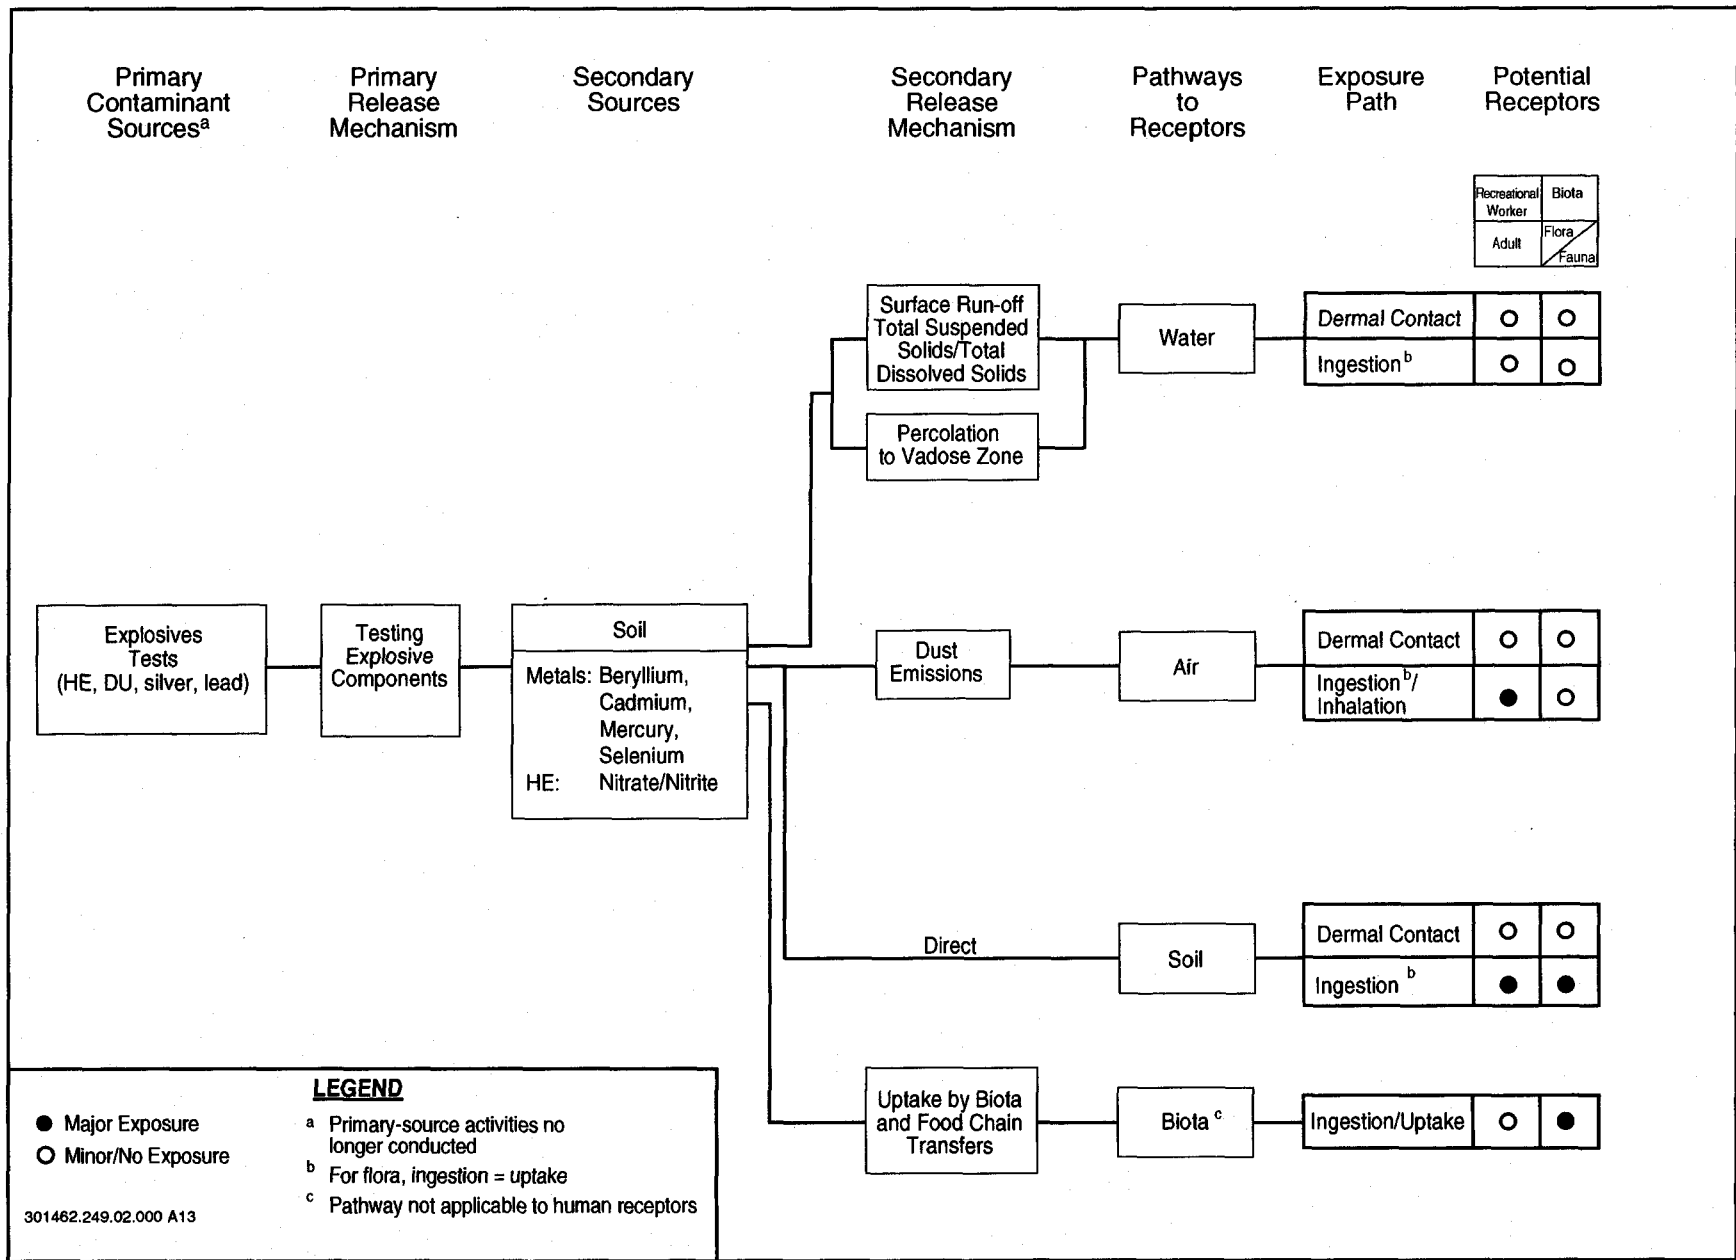 Primary
Contaminant
Sourcesᵃ
Primary
Release
Mechanism
Secondary
Sources
Secondary
Release
Mechanism
Pathways
to
Receptors
Exposure
Path
Potential
Receptors
Recreational
Worker
Biota
Adult
Flora
Fauna
Surface Run-off
Total Suspended
Solids/Total
Dissolved Solids
Percolation
to Vadose Zone
Water
Dermal Contact
Ingestion ᵇ
Explosives
Tests
(HE, DU, silver, lead)
Testing
Explosive
Components
Soil
Metals: Beryllium,
Cadmium,
Mercury,
Selenium
HE: Nitrate/Nitrite
Dust
Emissions
Air
Dermal Contact
Ingestionᵇ/
Inhalation
Direct
Soil
Dermal Contact
Ingestion ᵇ
Uptake by Biota
and Food Chain
Transfers
Biota ᶜ
Ingestion/Uptake
LEGEND
● Major Exposure
O Minor/No Exposure
ᵃ Primary-source activities no
longer conducted
ᵇ For flora, ingestion = uptake
ᶜ Pathway not applicable to human receptors
301462.249.02.000 A13